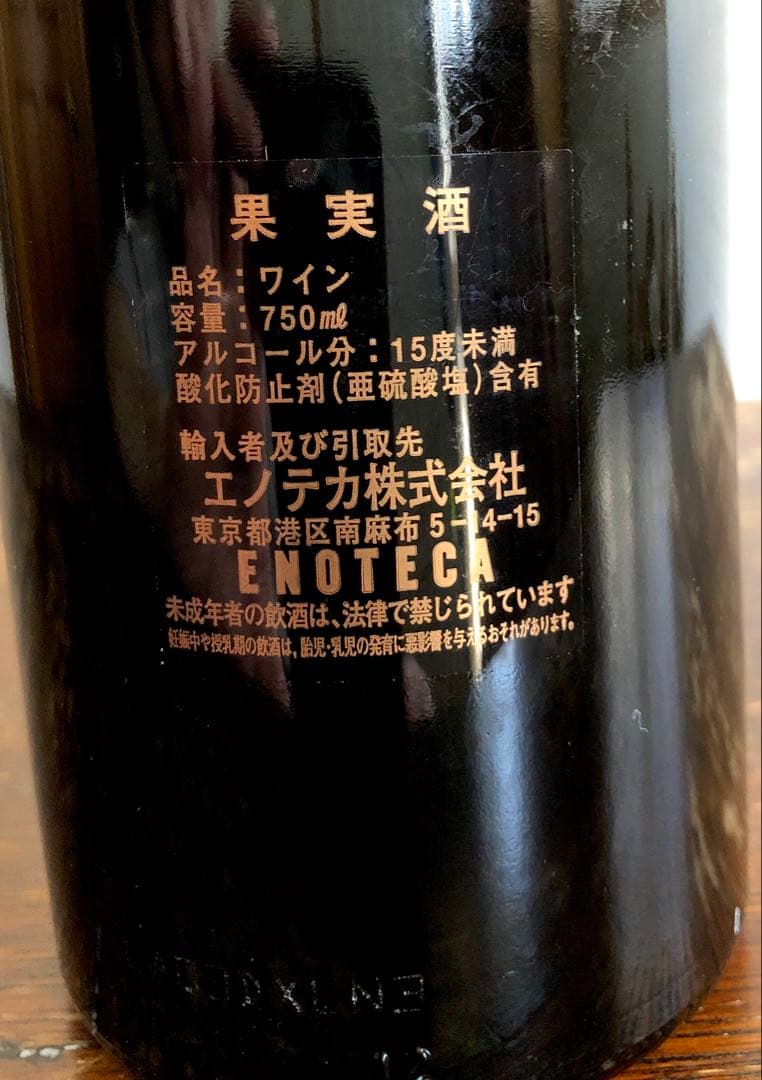 果実酒
品名：ワイン
容量：750㎖
アルコール分：15度未満
酸化防止剤(亜硫酸塩)含有
輸入者及び引取先
エノテカ株式会社
東京都港区南麻布5-14-15
ENOTECA
未成年者の飲酒は、法律で禁じられています
妊娠中や授乳期の飲酒は、胎児・乳児の発育に悪影響を与えるおそれがあります。